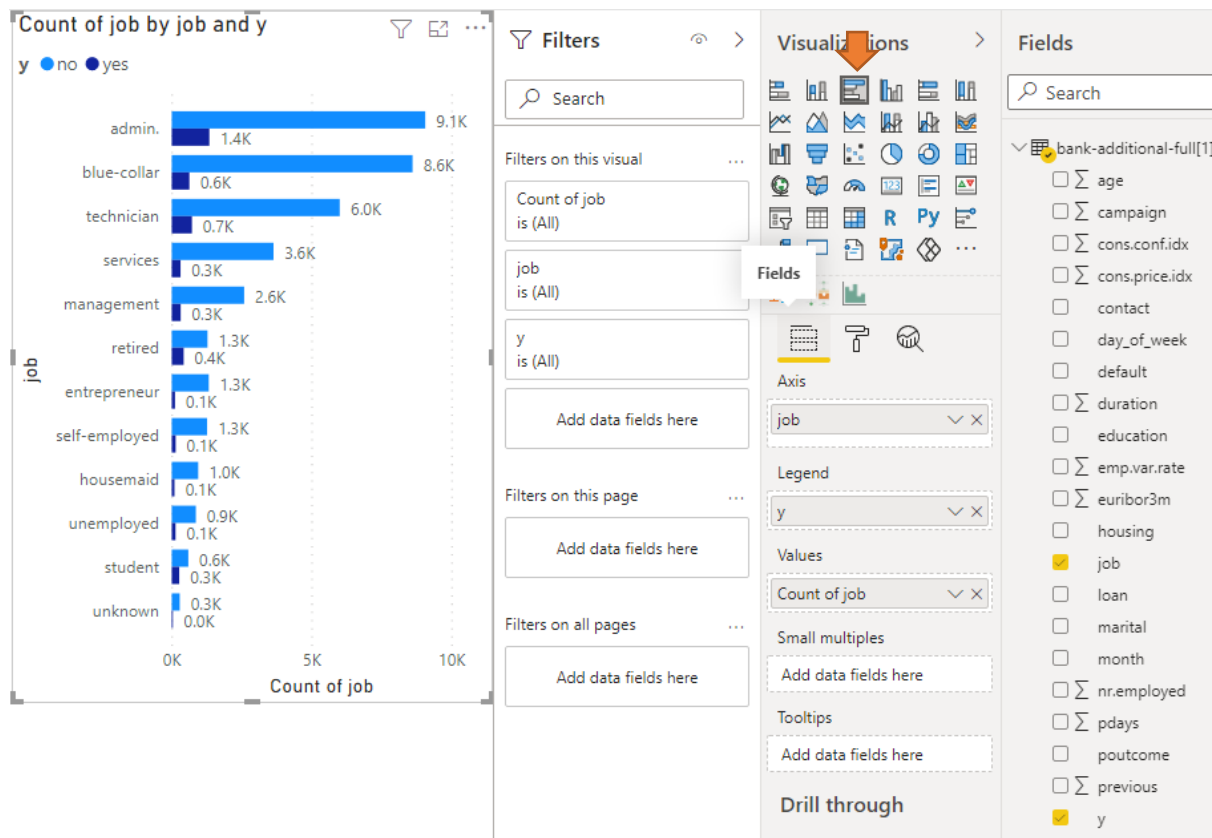 Count of job by job and y
y no yes
admin. 9.1K
1.4K
blue-collar 8.6K
0.6K
technician 6.0K
0.7K
services 3.6K
0.3K
management 2.6K
0.3K
retired 1.3K
0.4K
entrepreneur 1.3K
0.1K
self-employed 1.3K
0.1K
housemaid 1.0K
0.1K
unemployed 0.9K
0.1K
student 0.6K
0.3K
unknown 0.3K
0.0K
job
0K 5K 10K
Count of job
Filters
Search
Filters on this visual ...
Count of job
is (All)
job
is (All)
y
is (All)
Add data fields here
Filters on this page ...
Add data fields here
Filters on all pages ...
Add data fields here
Visualizations
123
R Py
...
Fields
Axis
job
Legend
y
Values
Count of job
Small multiples
Add data fields here
Tooltips
Add data fields here
Drill through
Fields
Search
bank-additional-full[1]
∑ age
∑ campaign
∑ cons.conf.idx
∑ cons.price.idx
contact
day_of_week
default
∑ duration
education
∑ emp.var.rate
∑ euribor3m
housing
job
loan
marital
month
∑ nr.employed
∑ pdays
poutcome
∑ previous
y